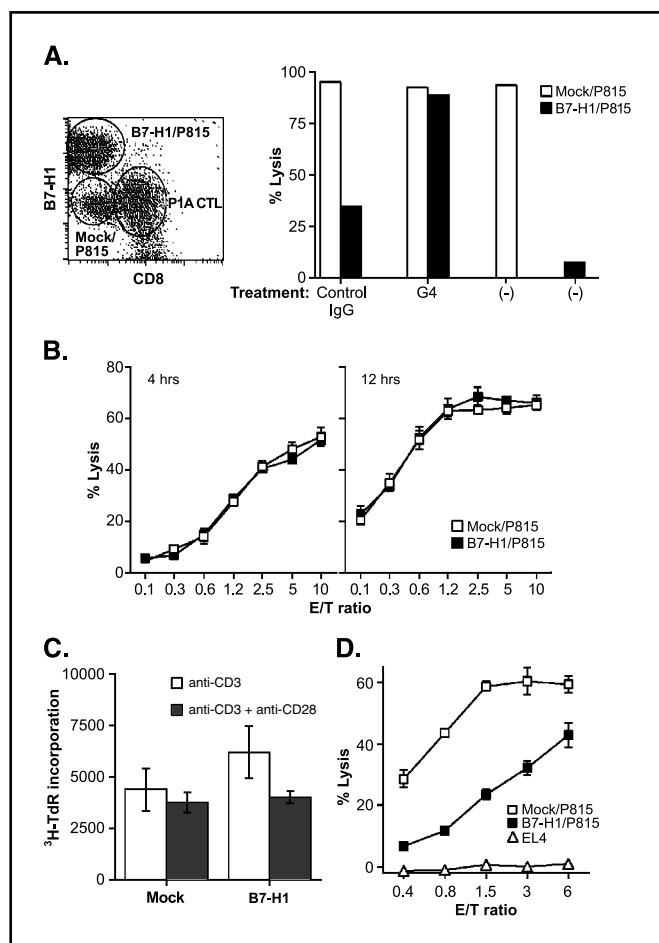 A.
B7-H1
B7-H1/P815
P1A CTL
Mock/
P815
CD8
% Lysis
100
75
50
25
0
Mock/P815
B7-H1/P815
Treatment: Control IgG G4 (-) (-)
B.
% Lysis
80
60
40
20
0
4 hrs
12 hrs
Mock/P815
B7-H1/P815
0.1 0.3 0.6 1.2 2.5 5 10 0.1 0.3 0.6 1.2 2.5 5 10
E/T ratio
C.
³H-TdR incorporation
10000
7500
5000
2500
0
anti-CD3
anti-CD3 + anti-CD28
Mock B7-H1
D.
% Lysis
60
40
20
0
Mock/P815
B7-H1/P815
EL4
0.4 0.8 1.5 3 6
E/T ratio